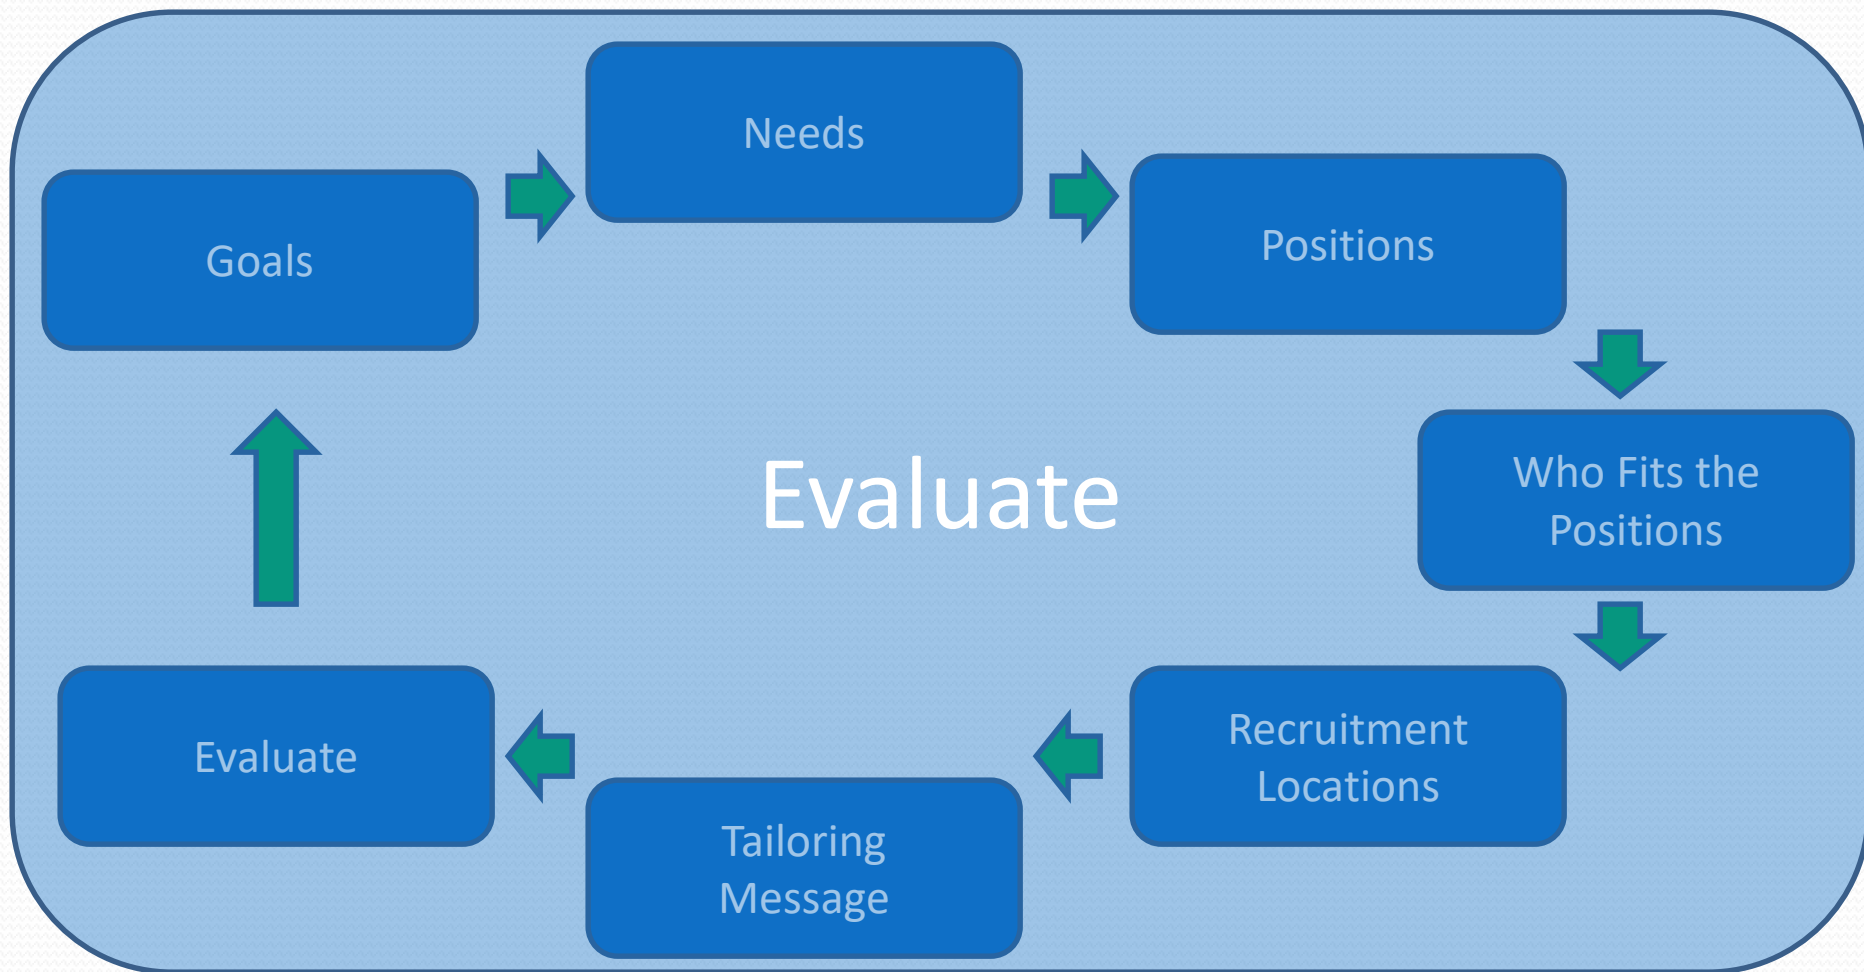 Needs
Goals
Positions
Evaluate
Who Fits the
Positions
Recruitment
Locations
Tailoring
Message
Evaluate